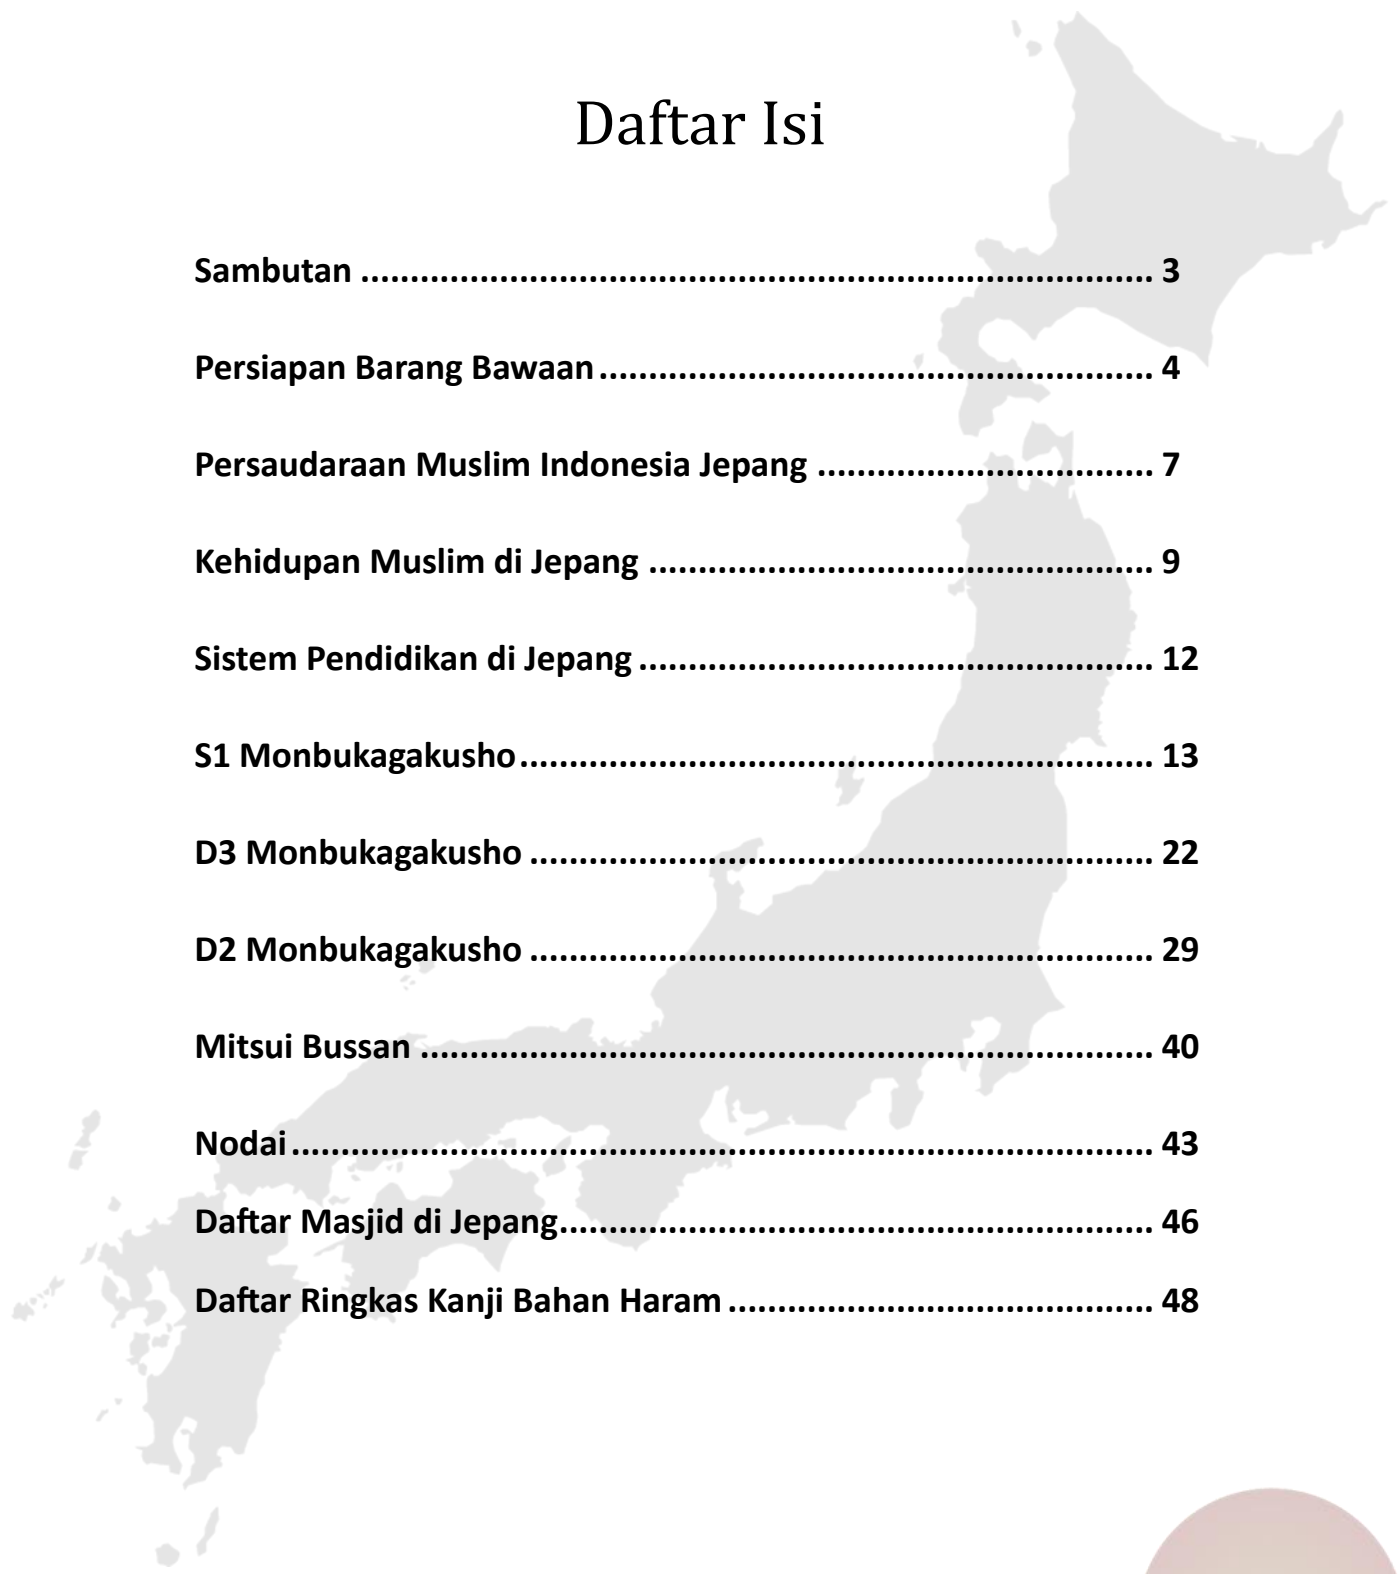 Daftar Isi
Sambutan ................................................................................ 3
Persiapan Barang Bawaan ........................................................ 4
Persaudaraan Muslim Indonesia Jepang .................................. 7
Kehidupan Muslim di Jepang ................................................... 9
Sistem Pendidikan di Jepang .................................................... 12
S1 Monbukagakusho ................................................................ 13
D3 Monbukagakusho ............................................................... 22
D2 Monbukagakusho ............................................................... 29
Mitsui Bussan .......................................................................... 40
Nodai ....................................................................................... 43
Daftar Masjid di Jepang ............................................................ 46
Daftar Ringkas Kanji Bahan Haram ........................................... 48